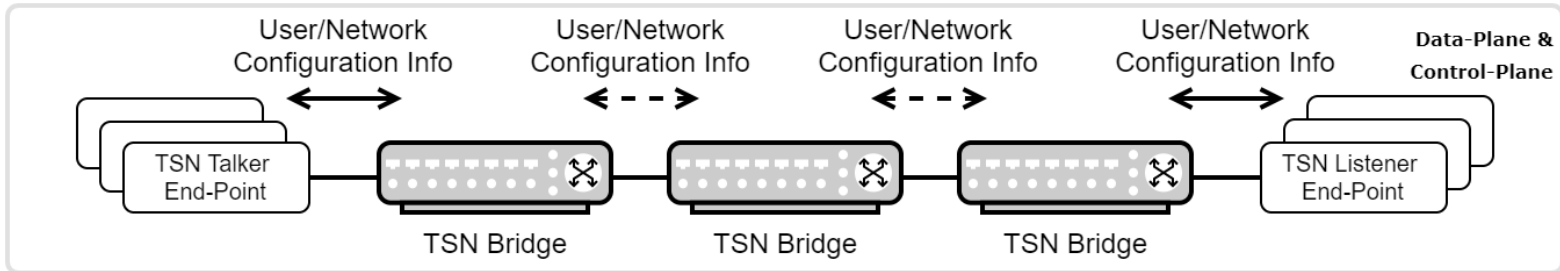 User/Network
Configuration Info
User/Network
Configuration Info
User/Network
Configuration Info
User/Network
Configuration Info
Data-Plane &
Control-Plane
TSN Talker
End-Point
TSN Listener
End-Point
TSN Bridge
TSN Bridge
TSN Bridge